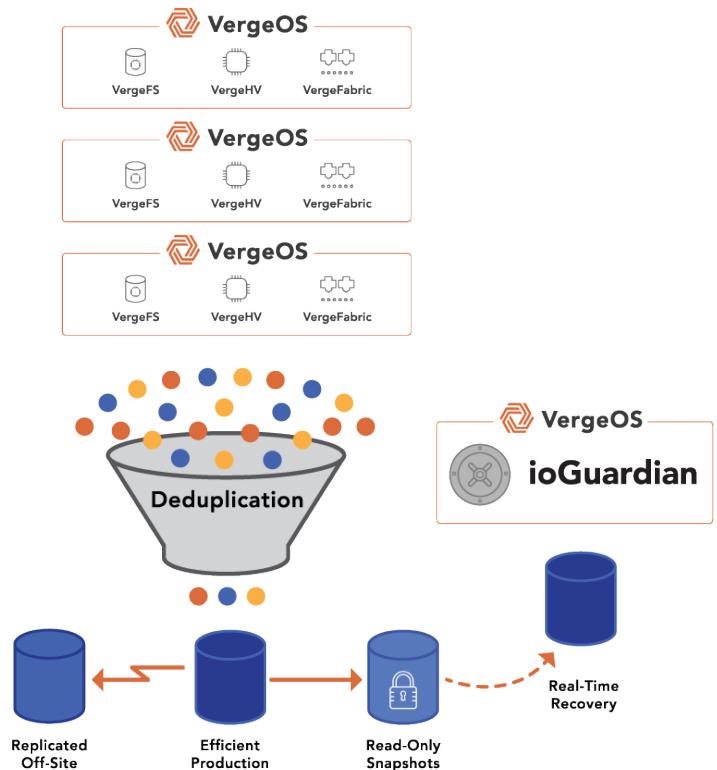 VergeOS
VergeFS VergeHV VergeFabric
VergeOS
VergeFS VergeHV VergeFabric
VergeOS
VergeFS VergeHV VergeFabric
VergeOS
ioGuardian
Deduplication
Real-Time
Recovery
Replicated
Off-Site
Efficient
Production
Read-Only
Snapshots